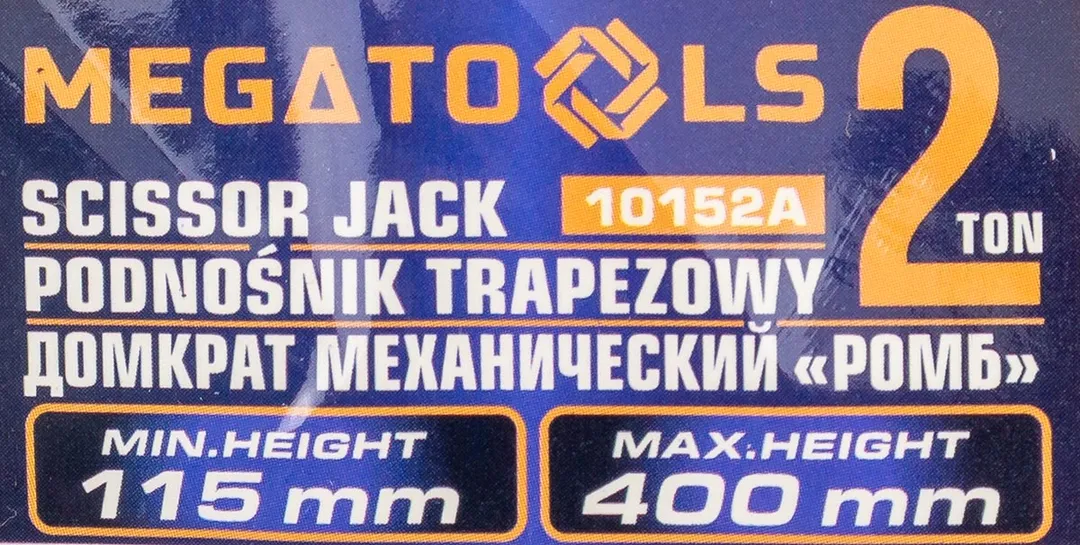 MEGATOOLS
2 TON
SCISSOR JACK 10152A
PODNOŚNIK TRAPEZOWY
ДОМКРАТ МЕХАНИЧЕСКИЙ «РОМБ»
MIN.HEIGHT
115 mm
MAX.HEIGHT
400 mm